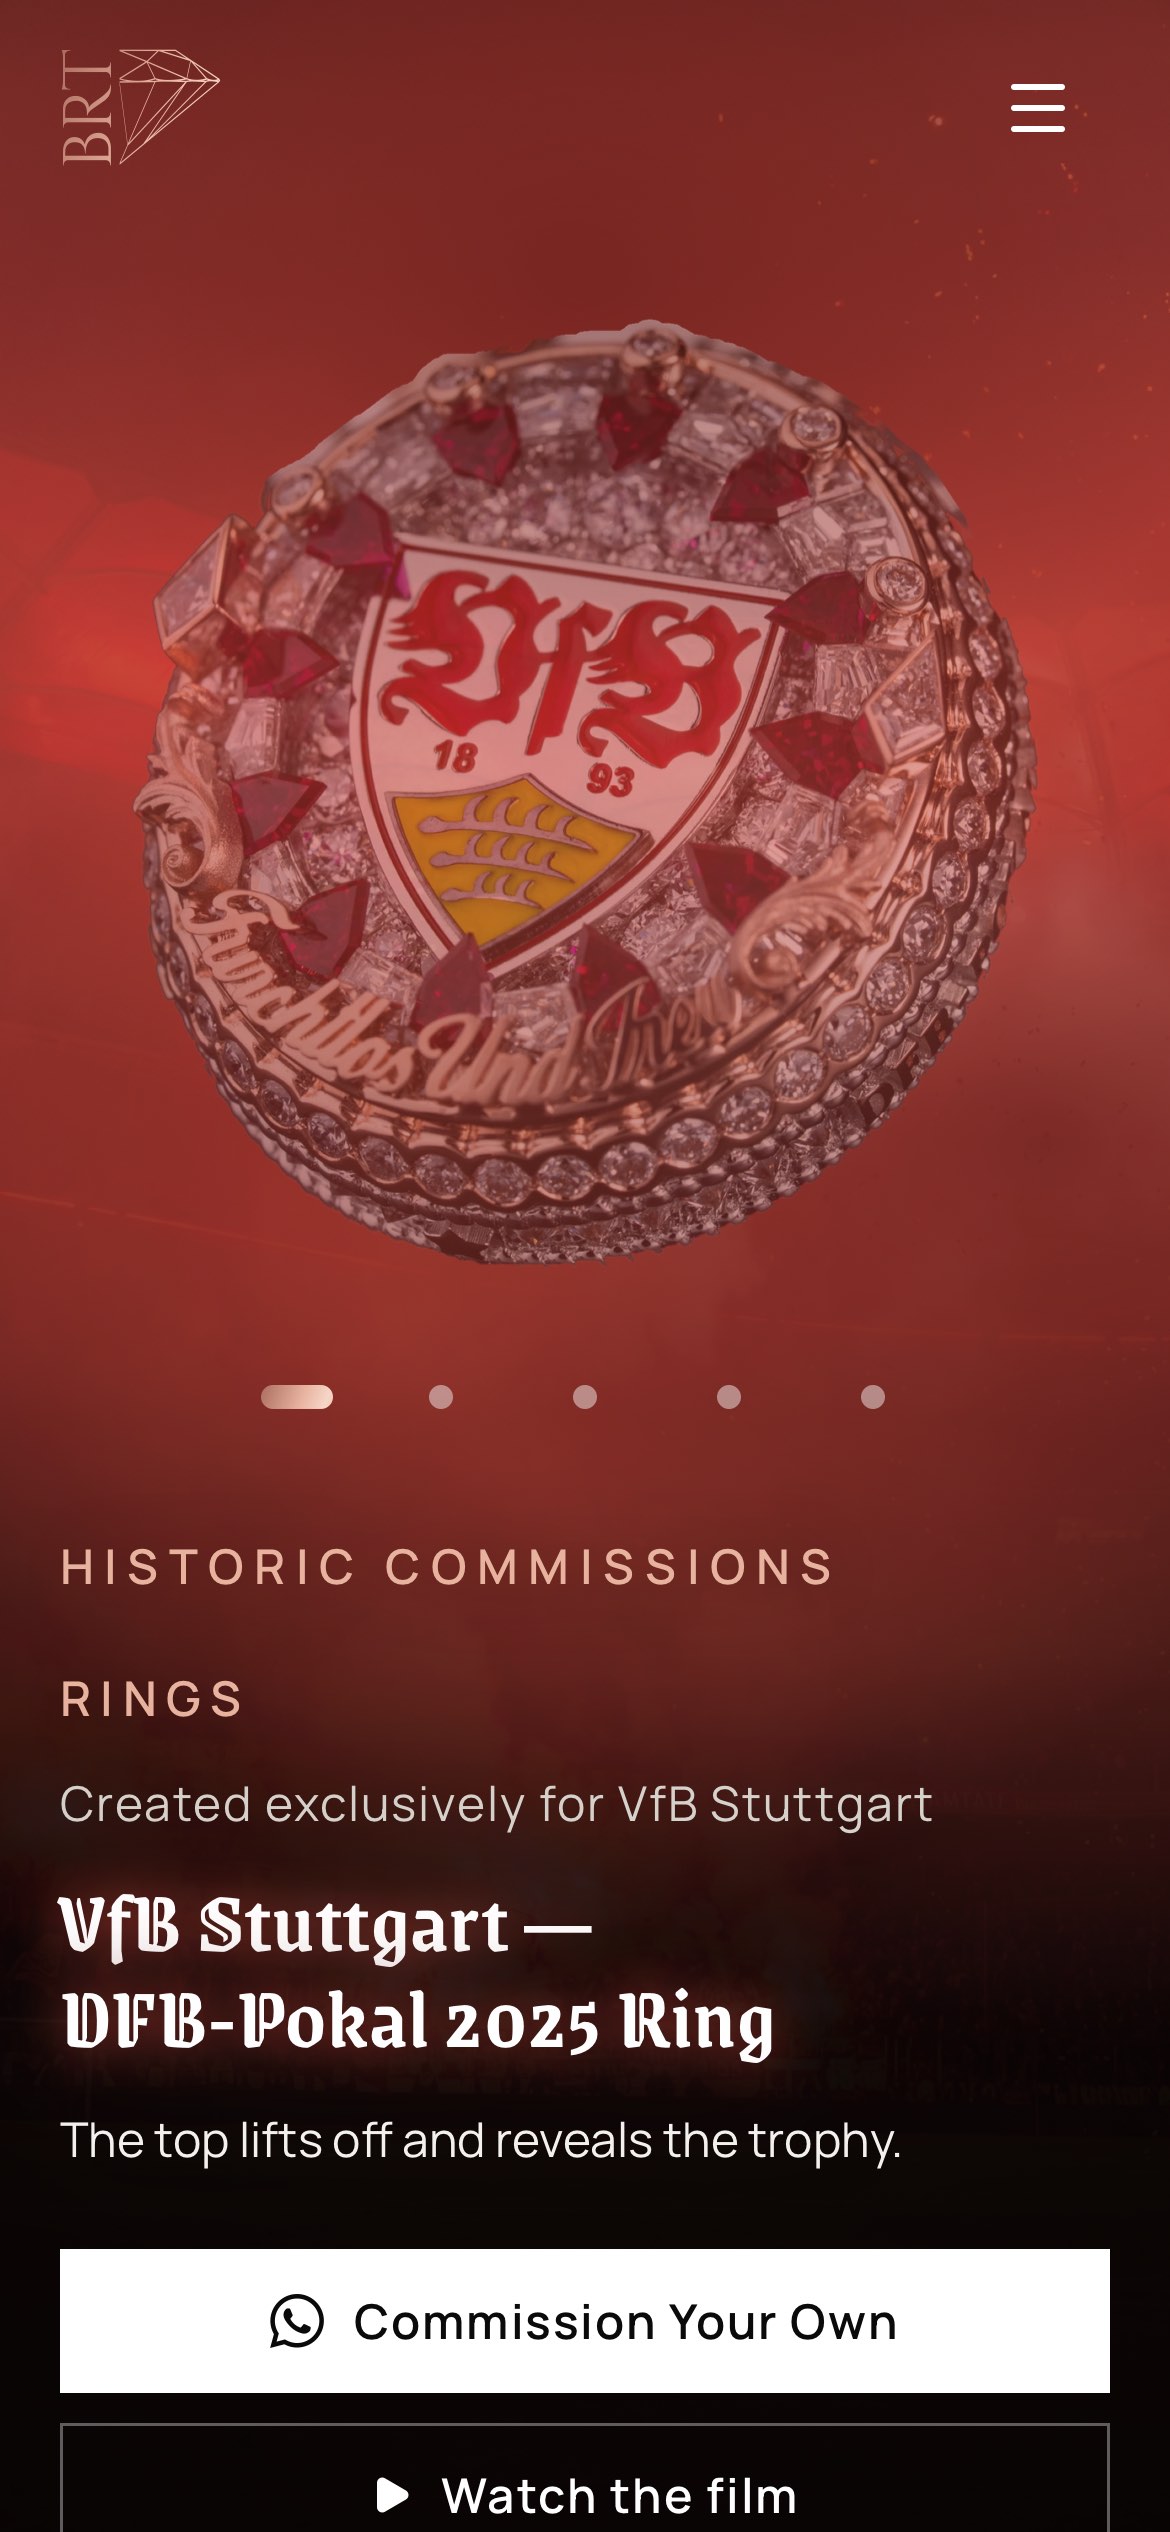 BRT
VfB
18 93
Furchtlos Und Treu
DFB
HISTORIC COMMISSIONS
RINGS
Created exclusively for VfB Stuttgart
VfB Stuttgart —
DFB-Pokal 2025 Ring
The top lifts off and reveals the trophy.
Commission Your Own
Watch the film